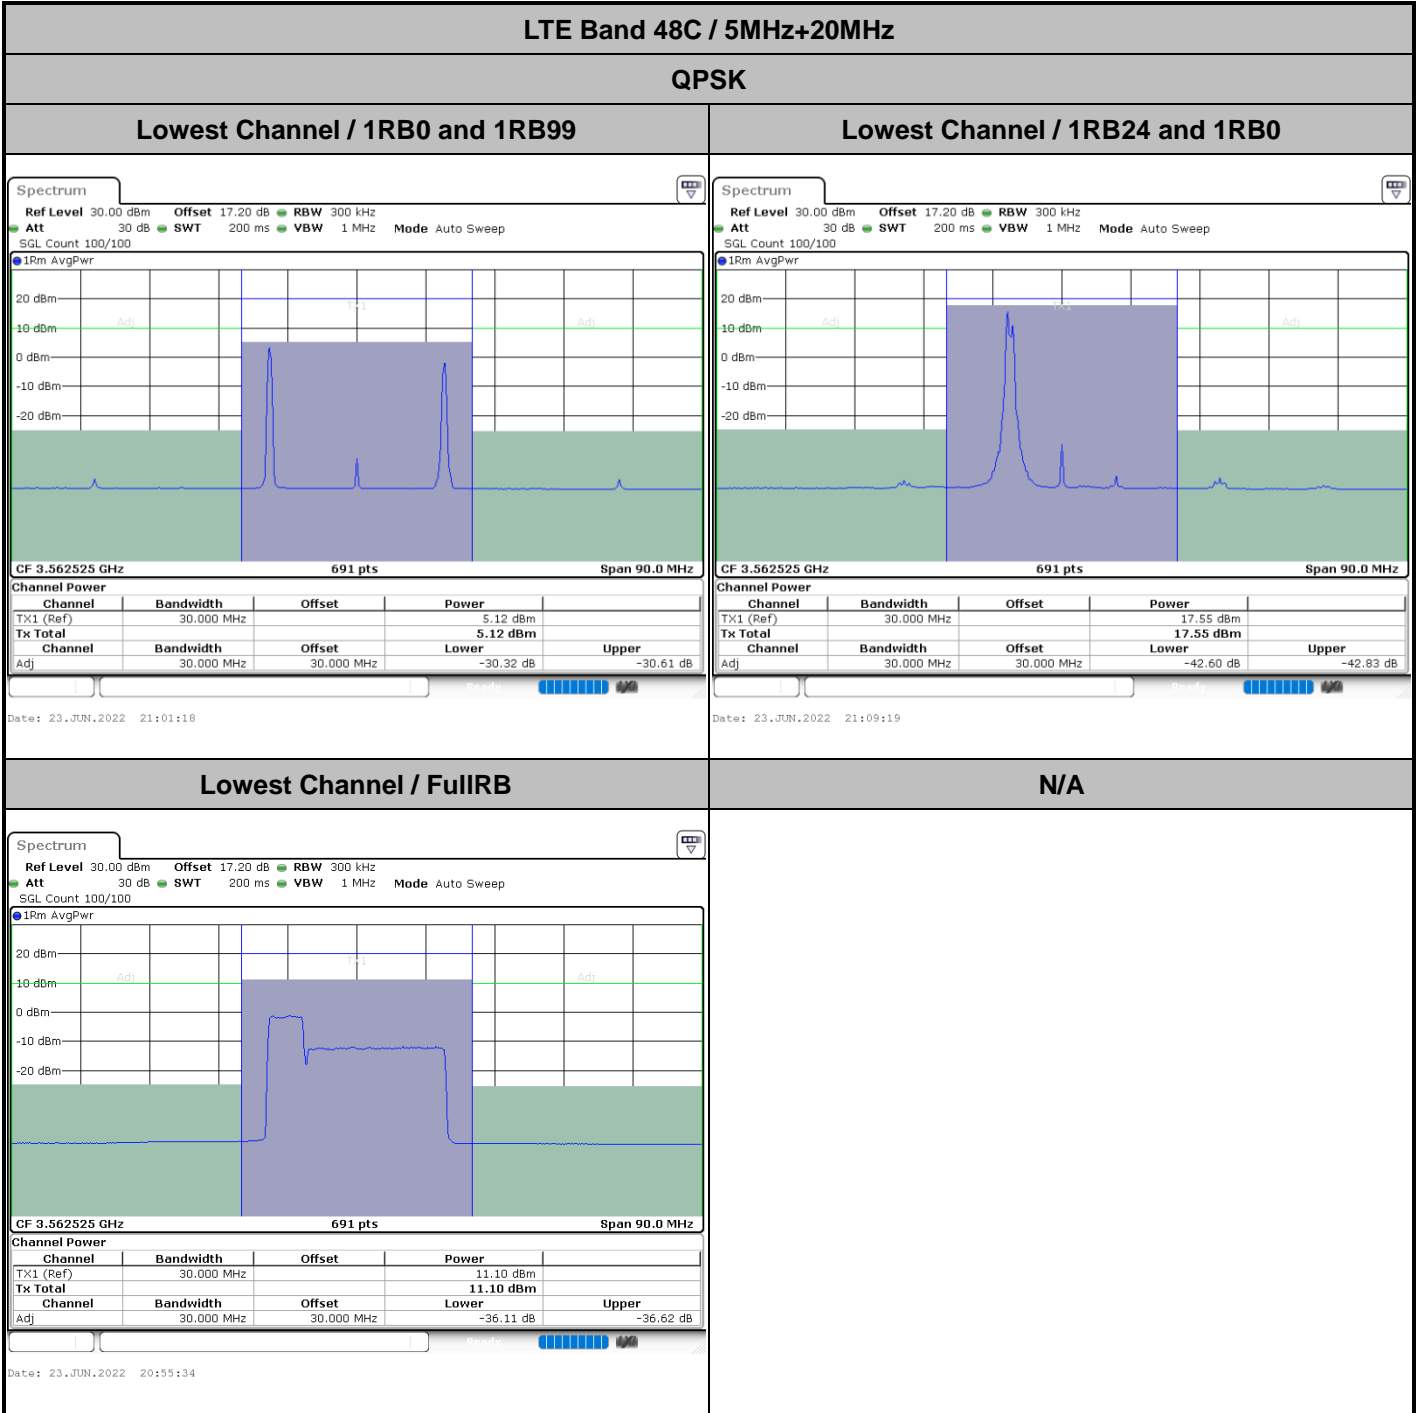 LTE Band 48C / 5MHz+20MHz
QPSK
Lowest Channel / 1RB0 and 1RB99
Lowest Channel / 1RB24 and 1RB0
Spectrum
Ref Level 30.00 dBm Offset 17.20 dB RBW 300 kHz
Att 30 dB SWT 200 ms VBW 1 MHz Mode Auto Sweep
SGL Count 100/100
1Rm AvgPwr
TX1
20 dBm
Adj
Adj
10 dBm
0 dBm
-10 dBm
-20 dBm
CF 3.562525 GHz 691 pts Span 90.0 MHz
Channel Power
Channel Bandwidth Offset Power
TX1 (Ref) 30.000 MHz 5.12 dBm
Tx Total 5.12 dBm
Channel Bandwidth Offset Lower Upper
Adj 30.000 MHz 30.000 MHz -30.32 dB -30.61 dB
Ready
Date: 23.JUN.2022 21:01:18
Spectrum
Ref Level 30.00 dBm Offset 17.20 dB RBW 300 kHz
Att 30 dB SWT 200 ms VBW 1 MHz Mode Auto Sweep
SGL Count 100/100
1Rm AvgPwr
TX1
20 dBm
Adj
Adj
10 dBm
0 dBm
-10 dBm
-20 dBm
CF 3.562525 GHz 691 pts Span 90.0 MHz
Channel Power
Channel Bandwidth Offset Power
TX1 (Ref) 30.000 MHz 17.55 dBm
Tx Total 17.55 dBm
Channel Bandwidth Offset Lower Upper
Adj 30.000 MHz 30.000 MHz -42.60 dB -42.83 dB
Ready
Date: 23.JUN.2022 21:09:19
Lowest Channel / FullRB
N/A
Spectrum
Ref Level 30.00 dBm Offset 17.20 dB RBW 300 kHz
Att 30 dB SWT 200 ms VBW 1 MHz Mode Auto Sweep
SGL Count 100/100
1Rm AvgPwr
20 dBm
TX1
Adj
Adj
10 dBm
0 dBm
-10 dBm
-20 dBm
CF 3.562525 GHz 691 pts Span 90.0 MHz
Channel Power
Channel Bandwidth Offset Power
TX1 (Ref) 30.000 MHz 11.10 dBm
Tx Total 11.10 dBm
Channel Bandwidth Offset Lower Upper
Adj 30.000 MHz 30.000 MHz -36.11 dB -36.62 dB
Ready
Date: 23.JUN.2022 20:55:34